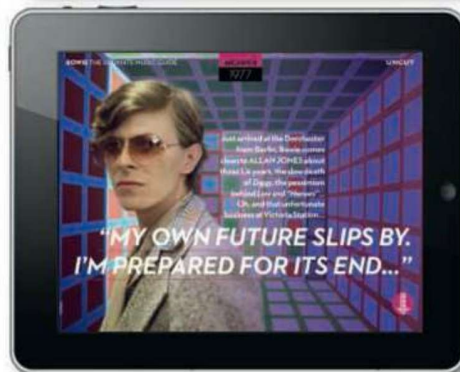 BOWIE THE ULTIMATE MUSIC GUIDE
1977
UNCUT
Just arrived at the Dorchester
from Berlin, Bowie comes
clean to ALLAN JONES about
those LA years, the slow death
of Ziggy, the pessimism
behind Low and "Heroes"...
Oh, and that unfortunate
business at Victoria Station...
"MY OWN FUTURE SLIPS BY.
I'M PREPARED FOR ITS END..."